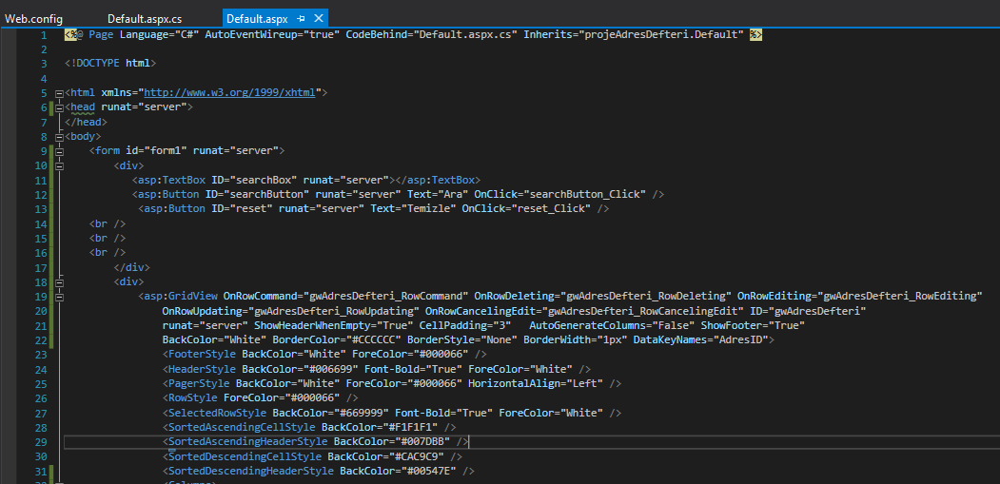 Web.config Default.aspx.cs Default.aspx
1 <%@ Page Language="C#" AutoEventWireup="true" CodeBehind="Default.aspx.cs" Inherits="projeAdresDefteri.Default" %>
2
3 <!DOCTYPE html>
4
5 <html xmlns="http://www.w3.org/1999/xhtml">
6 <head runat="server">
7 </head>
8 <body>
9 <form id="form1" runat="server">
10 <div>
11 <asp:TextBox ID="searchBox" runat="server"></asp:TextBox>
12 <asp:Button ID="searchButton" runat="server" Text="Ara" OnClick="searchButton_Click" />
13 <asp:Button ID="reset" runat="server" Text="Temizle" OnClick="reset_Click" />
14 <br />
15 <br />
16 <br />
17 </div>
18 <div>
19 <asp:GridView OnRowCommand="gwAdresDefteri_RowCommand" OnRowDeleting="gwAdresDefteri_RowDeleting" OnRowEditing="gwAdresDefteri_RowEditing"
20 OnRowUpdating="gwAdresDefteri_RowUpdating" OnRowCancelingEdit="gwAdresDefteri_RowCancelingEdit" ID="gwAdresDefteri"
21 runat="server" ShowHeaderWhenEmpty="True" CellPadding="3" AutoGenerateColumns="False" ShowFooter="True"
22 BackColor="White" BorderColor="#CCCCCC" BorderStyle="None" BorderWidth="1px" DataKeyNames="AdresID">
23 <FooterStyle BackColor="White" ForeColor="#000066" />
24 <HeaderStyle BackColor="#006699" Font-Bold="True" ForeColor="White" />
25 <PagerStyle BackColor="White" ForeColor="#000066" HorizontalAlign="Left" />
26 <RowStyle ForeColor="#000066" />
27 <SelectedRowStyle BackColor="#669999" Font-Bold="True" ForeColor="White" />
28 <SortedAscendingCellStyle BackColor="#F1F1F1" />
29 <SortedAscendingHeaderStyle BackColor="#007DBB" />
30 <SortedDescendingCellStyle BackColor="#CAC9C9" />
31 <SortedDescendingHeaderStyle BackColor="#00547E" />